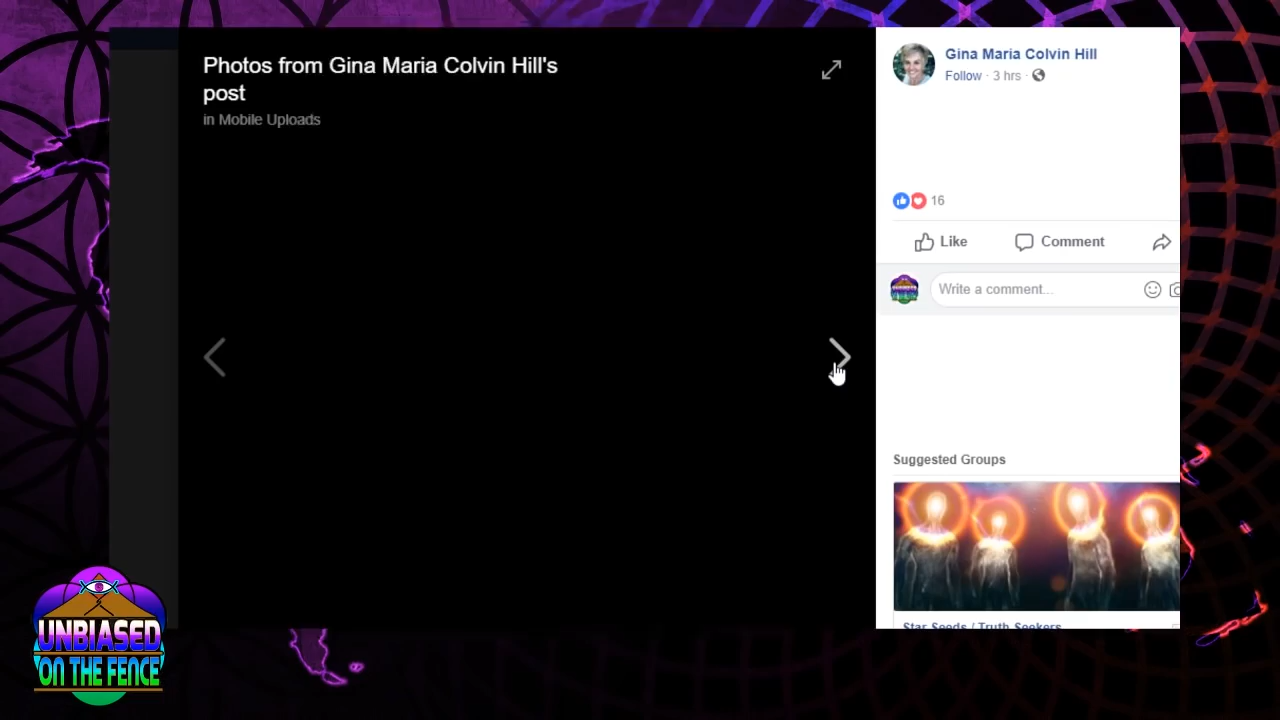 Photos from Gina Maria Colvin Hill's
post
in Mobile Uploads
Gina Maria Colvin Hill
Follow · 3 hrs ·
16
Like
Comment
Write a comment...
Suggested Groups
Star Seeds / Truth Seekers
UNBIASED
ON THE FENCE